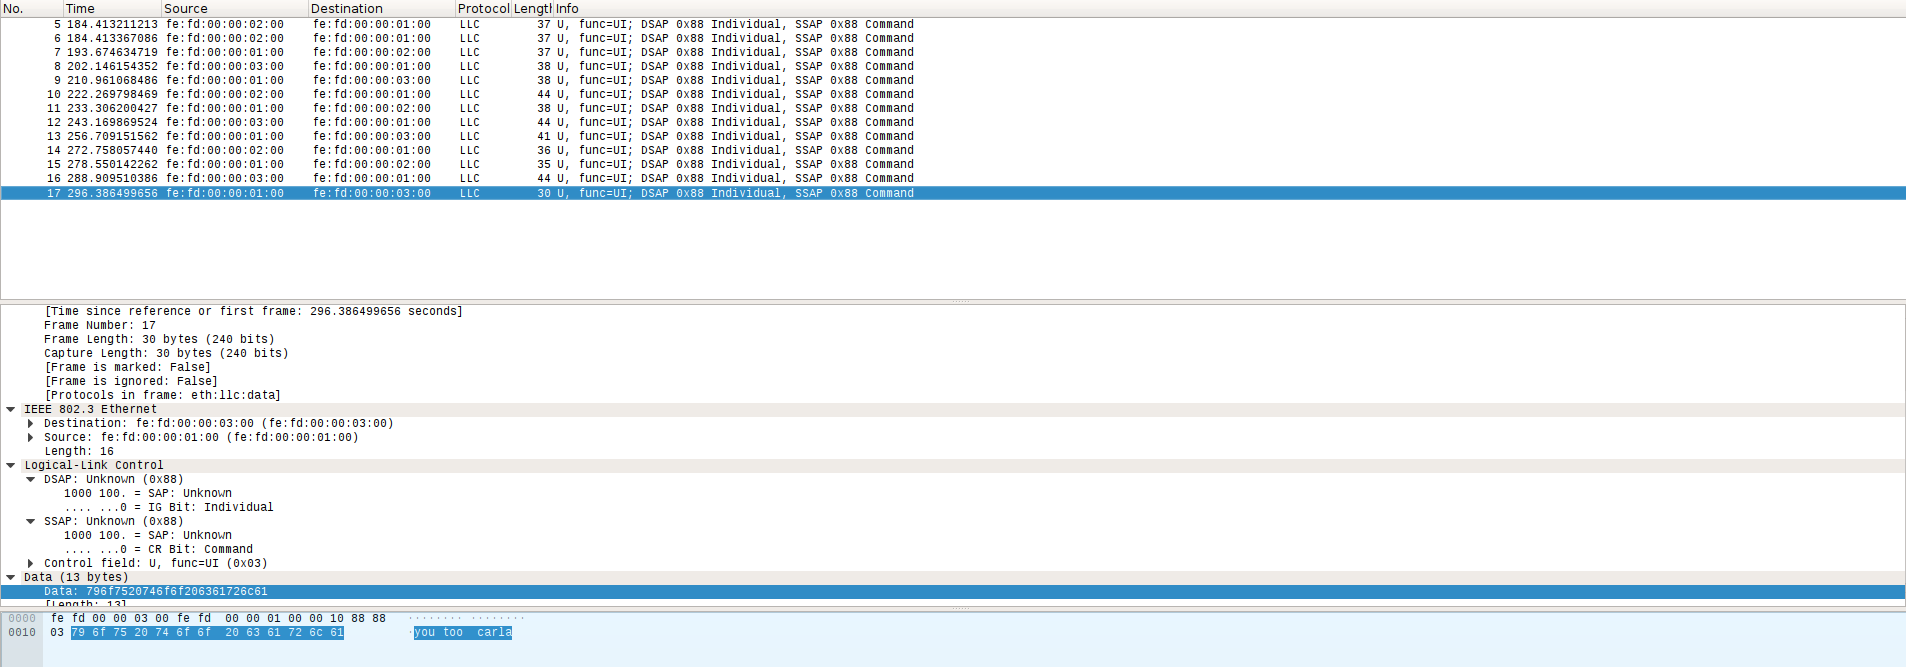 No. Time Source Destination Protocol Length Info
5 184.413211213 fe:fd:00:00:02:00 fe:fd:00:00:01:00 LLC 37 U, func=UI; DSAP 0x88 Individual, SSAP 0x88 Command
6 184.413367086 fe:fd:00:00:02:00 fe:fd:00:00:01:00 LLC 37 U, func=UI; DSAP 0x88 Individual, SSAP 0x88 Command
7 193.674634719 fe:fd:00:00:01:00 fe:fd:00:00:02:00 LLC 37 U, func=UI; DSAP 0x88 Individual, SSAP 0x88 Command
8 202.146154352 fe:fd:00:00:03:00 fe:fd:00:00:01:00 LLC 38 U, func=UI; DSAP 0x88 Individual, SSAP 0x88 Command
9 210.961068486 fe:fd:00:00:01:00 fe:fd:00:00:03:00 LLC 38 U, func=UI; DSAP 0x88 Individual, SSAP 0x88 Command
10 222.269798469 fe:fd:00:00:02:00 fe:fd:00:00:01:00 LLC 44 U, func=UI; DSAP 0x88 Individual, SSAP 0x88 Command
11 233.306200427 fe:fd:00:00:01:00 fe:fd:00:00:02:00 LLC 38 U, func=UI; DSAP 0x88 Individual, SSAP 0x88 Command
12 243.169869524 fe:fd:00:00:03:00 fe:fd:00:00:01:00 LLC 44 U, func=UI; DSAP 0x88 Individual, SSAP 0x88 Command
13 256.709151562 fe:fd:00:00:01:00 fe:fd:00:00:03:00 LLC 41 U, func=UI; DSAP 0x88 Individual, SSAP 0x88 Command
14 272.758057440 fe:fd:00:00:02:00 fe:fd:00:00:01:00 LLC 36 U, func=UI; DSAP 0x88 Individual, SSAP 0x88 Command
15 278.550142262 fe:fd:00:00:01:00 fe:fd:00:00:02:00 LLC 35 U, func=UI; DSAP 0x88 Individual, SSAP 0x88 Command
16 288.909510386 fe:fd:00:00:03:00 fe:fd:00:00:01:00 LLC 44 U, func=UI; DSAP 0x88 Individual, SSAP 0x88 Command
17 296.386499656 fe:fd:00:00:01:00 fe:fd:00:00:03:00 LLC 30 U, func=UI; DSAP 0x88 Individual, SSAP 0x88 Command
[Time since reference or first frame: 296.386499656 seconds]
Frame Number: 17
Frame Length: 30 bytes (240 bits)
Capture Length: 30 bytes (240 bits)
[Frame is marked: False]
[Frame is ignored: False]
[Protocols in frame: eth:llc:data]
IEEE 802.3 Ethernet
Destination: fe:fd:00:00:03:00 (fe:fd:00:00:03:00)
Source: fe:fd:00:00:01:00 (fe:fd:00:00:01:00)
Length: 16
Logical-Link Control
DSAP: Unknown (0x88)
1000 100. = SAP: Unknown
.... ...0 = IG Bit: Individual
SSAP: Unknown (0x88)
1000 100. = SAP: Unknown
.... ...0 = CR Bit: Command
Control field: U, func=UI (0x03)
Data (13 bytes)
Data: 796f7520746f6f206361726c61
[Length: 13]
0000 fe fd 00 00 03 00 fe fd 00 00 01 00 00 10 88 88 ........ ........
0010 03 79 6f 75 20 74 6f 6f 20 63 61 72 6c 61 .you too carla